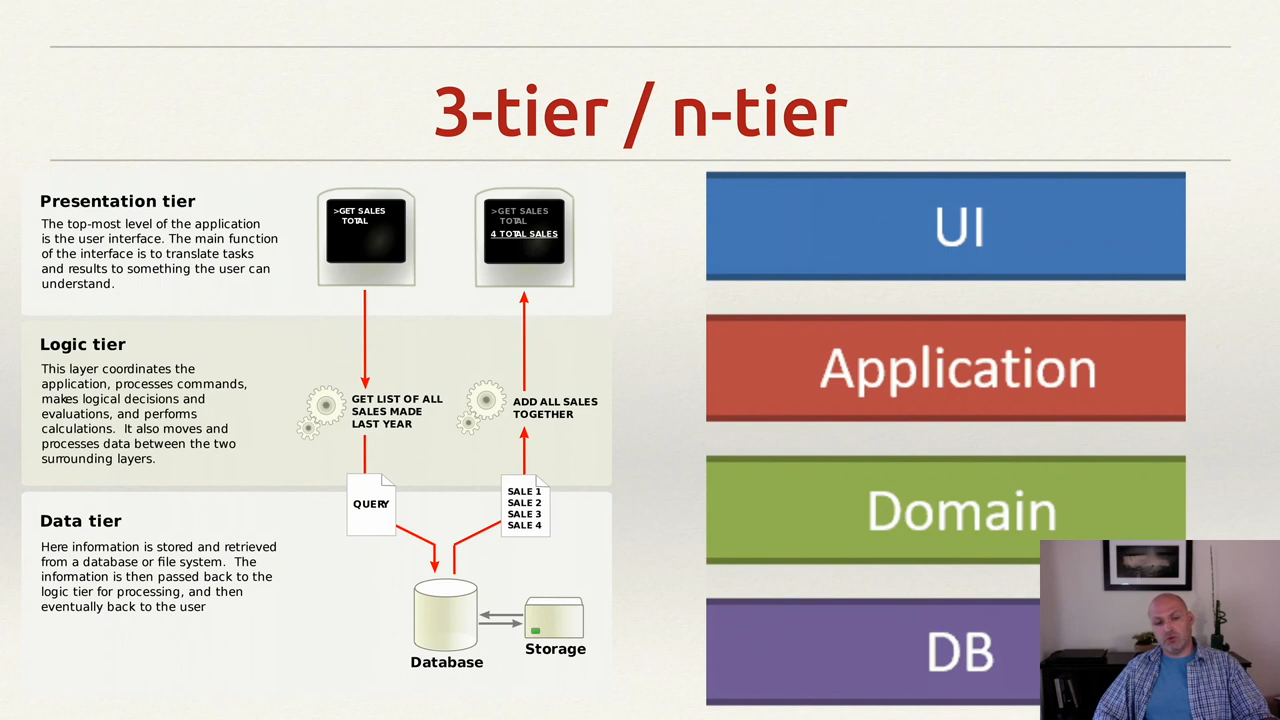 3-tier / n-tier
Presentation tier
The top-most level of the application
is the user interface. The main function
of the interface is to translate tasks
and results to something the user can
understand.
>GET SALES
TOTAL
>GET SALES
TOTAL
4 TOTAL SALES
Logic tier
This layer coordinates the
application, processes commands,
makes logical decisions and
evaluations, and performs
calculations. It also moves and
processes data between the two
surrounding layers.
GET LIST OF ALL
SALES MADE
LAST YEAR
ADD ALL SALES
TOGETHER
QUERY
SALE 1
SALE 2
SALE 3
SALE 4
Data tier
Here information is stored and retrieved
from a database or file system. The
information is then passed back to the
logic tier for processing, and then
eventually back to the user
Database
Storage
UI
Application
Domain
DB